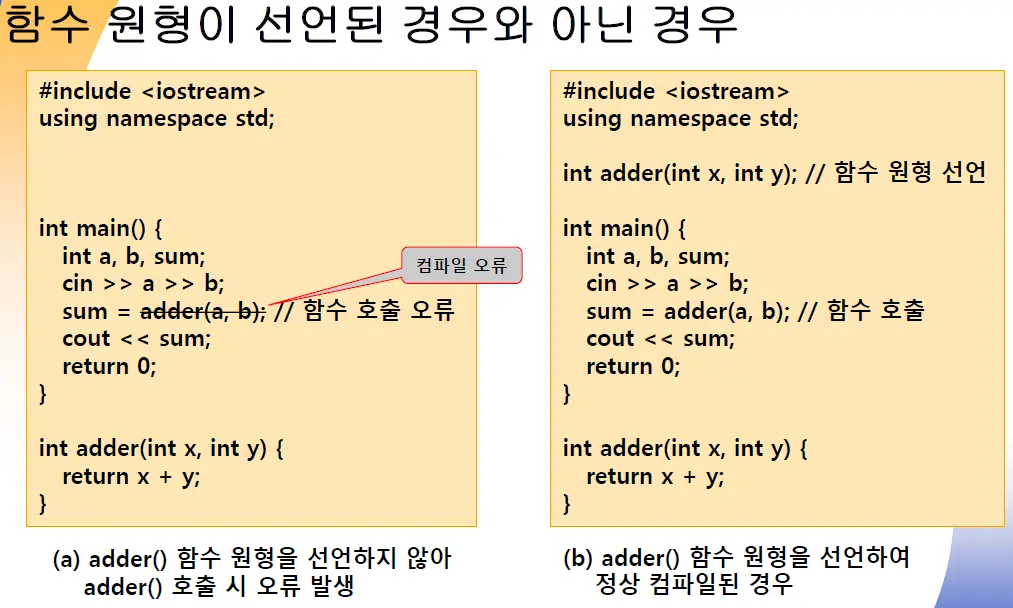 함수 원형이 선언된 경우와 아닌 경우
#include <iostream>
using namespace std;
int main() {
int a, b, sum;
cin >> a >> b;
sum = adder(a, b); // 함수 호출 오류
cout << sum;
return 0;
}
int adder(int x, int y) {
return x + y;
}
컴파일 오류
(a) adder() 함수 원형을 선언하지 않아
adder() 호출 시 오류 발생
#include <iostream>
using namespace std;
int adder(int x, int y); // 함수 원형 선언
int main() {
int a, b, sum;
cin >> a >> b;
sum = adder(a, b); // 함수 호출
cout << sum;
return 0;
}
int adder(int x, int y) {
return x + y;
}
(b) adder() 함수 원형을 선언하여
정상 컴파일된 경우